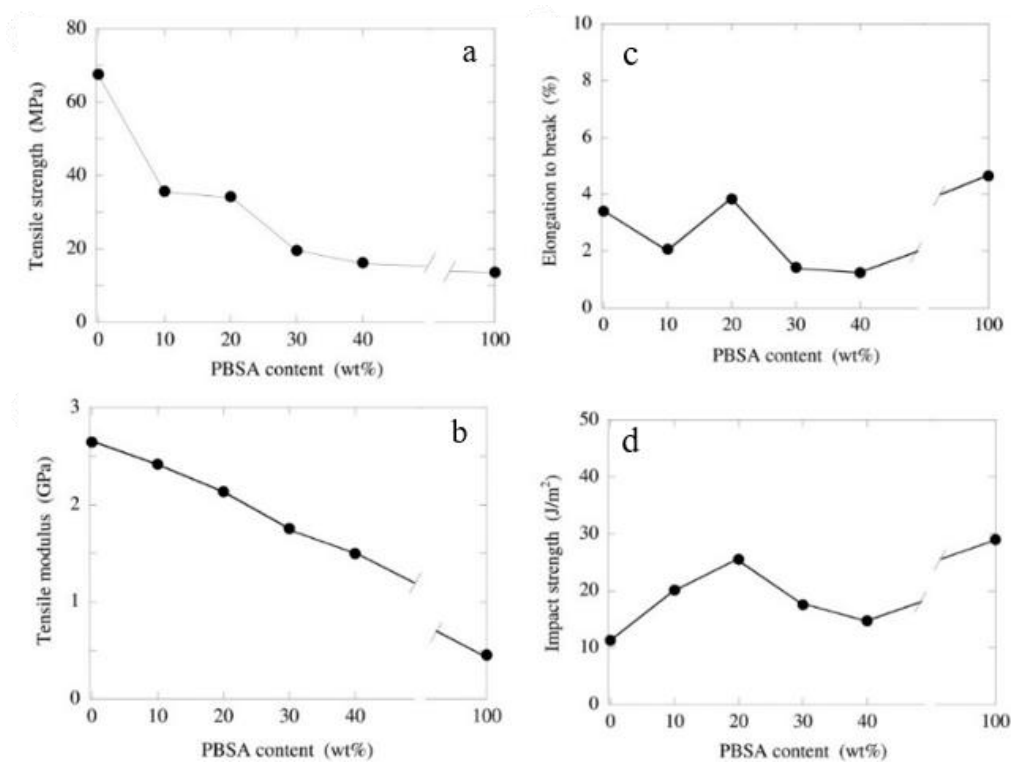 a
Tensile strength (MPa)
80
60
40
20
0
0 10 20 30 40 100
PBSA content (wt%)
c
Elongation to break (%)
10
8
6
4
2
0
0 10 20 30 40 100
PBSA content (wt%)
b
Tensile modulus (GPa)
3
2
1
0
0 10 20 30 40 100
PBSA content (wt%)
d
Impact strength (J/m²)
50
40
30
20
10
0
0 10 20 30 40 100
PBSA content (wt%)